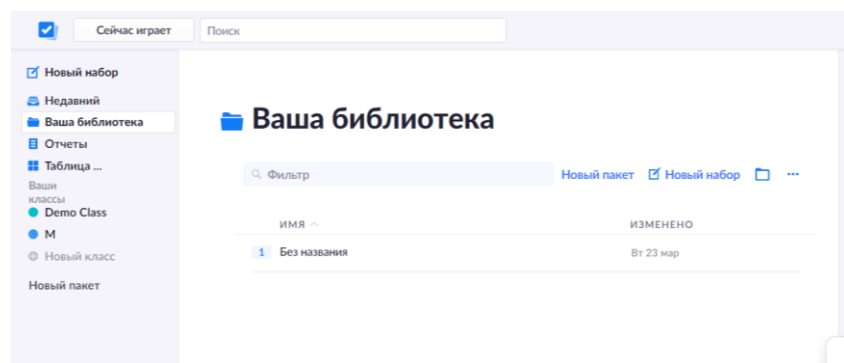 Сейчас играет
Поиск
Новый набор
Недавний
Ваша библиотека
Отчеты
Таблица ...
Ваши
классы
Demo Class
M
Новый класс
Новый пакет
Ваша библиотека
Фильтр
Новый пакет Новый набор ...
ИМЯ ИЗМЕНЕНО
1 Без названия Вт 23 мар